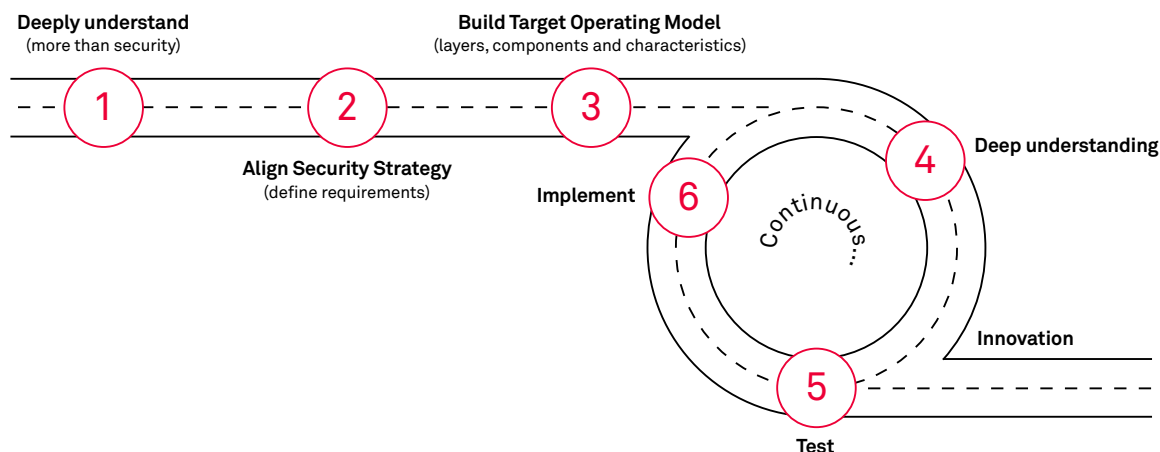 Deeply understand
(more than security)
Build Target Operating Model
(layers, components and characteristics)
1
2
3
Align Security Strategy
(define requirements)
4
Deep understanding
Implement
6
Continuous...
Innovation
5
Test